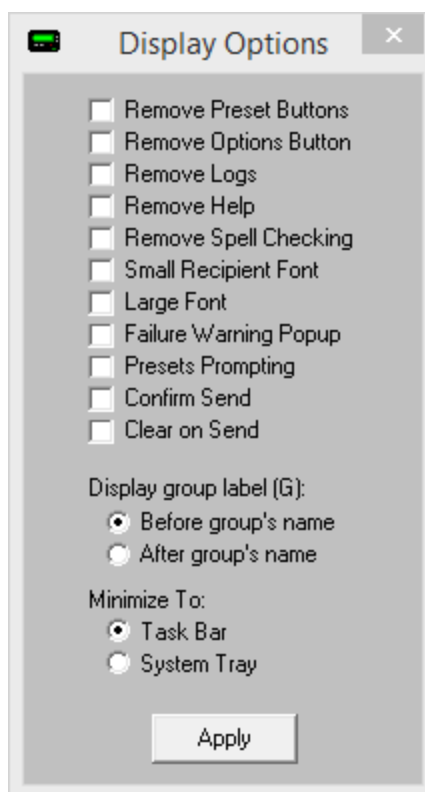 Display Options
Remove Preset Buttons
Remove Options Button
Remove Logs
Remove Help
Remove Spell Checking
Small Recipient Font
Large Font
Failure Warning Popup
Presets Prompting
Confirm Send
Clear on Send
Display group label (G):
Before group's name
After group's name
Minimize To:
Task Bar
System Tray
Apply